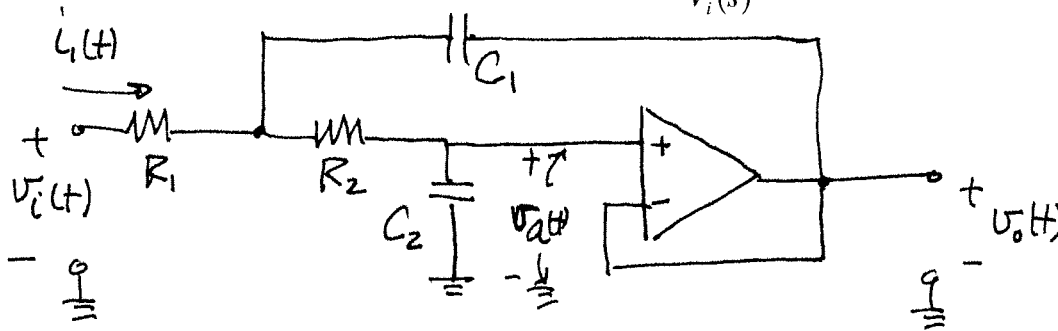 V_i(s)
i_1(t)
C_1
+ R_1 R_2 + +
v_i(t) C_2 v_a(t) - + v_o(t)
- - -